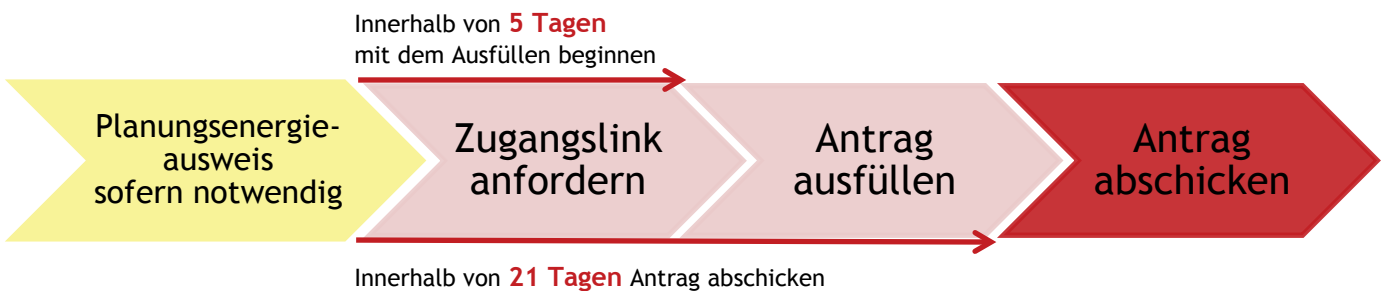 Innerhalb von 5 Tagen
mit dem Ausfüllen beginnen
Planungsenergie-
ausweis
sofern notwendig
Zugangslink
anfordern
Antrag
ausfüllen
Antrag
abschicken
Innerhalb von 21 Tagen Antrag abschicken